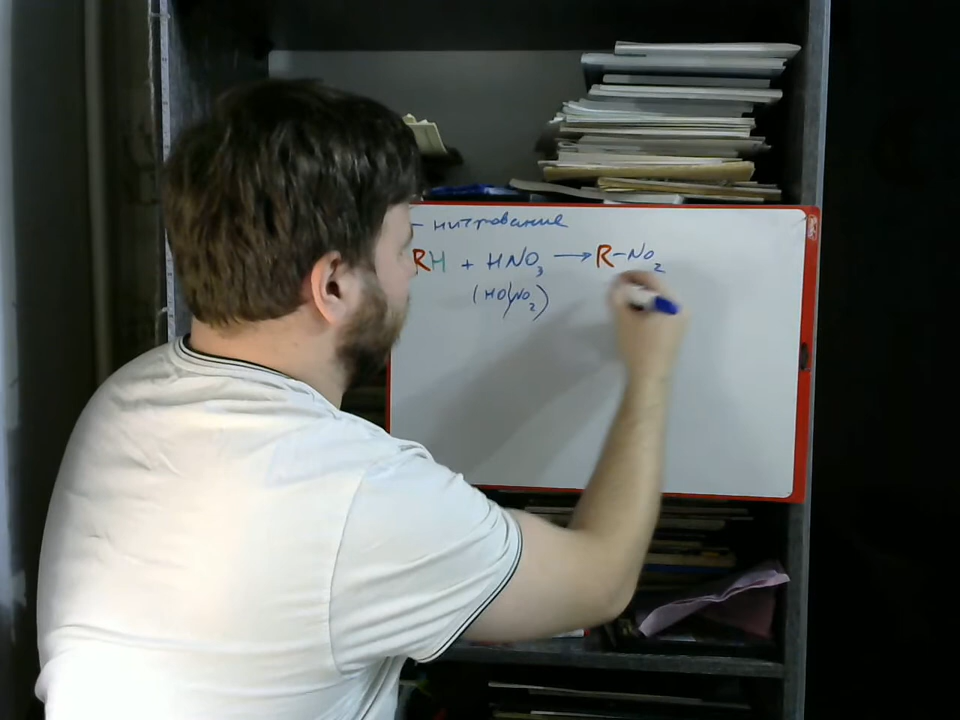 - нитрование
RH + HNO₃ → R-NO₂
(HO|NO₂)